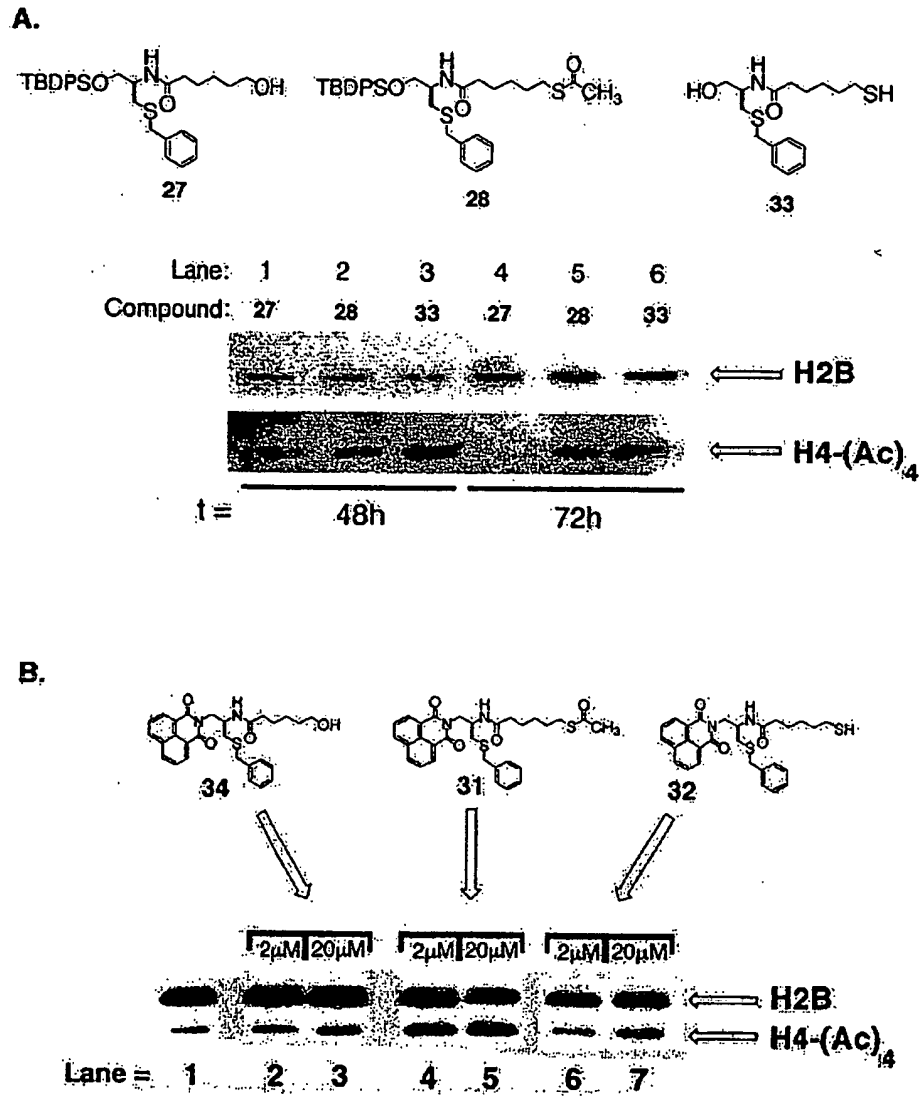 A.
TBDPSO H N O OH S
27
TBDPSO H N O S O CH3 S
28
HO H N O SH S
33
Lane: 1 2 3 4 5 6
Compound: 27 28 33 27 28 33
H2B
H4-(Ac)4
t = 48h 72h
B.
O N O H N O OH S
34
O N O H N O S O CH3 S
31
O N O H N O SH S
32
2µM 20µM 2µM 20µM 2µM 20µM
H2B
H4-(Ac)4
Lane = 1 2 3 4 5 6 7